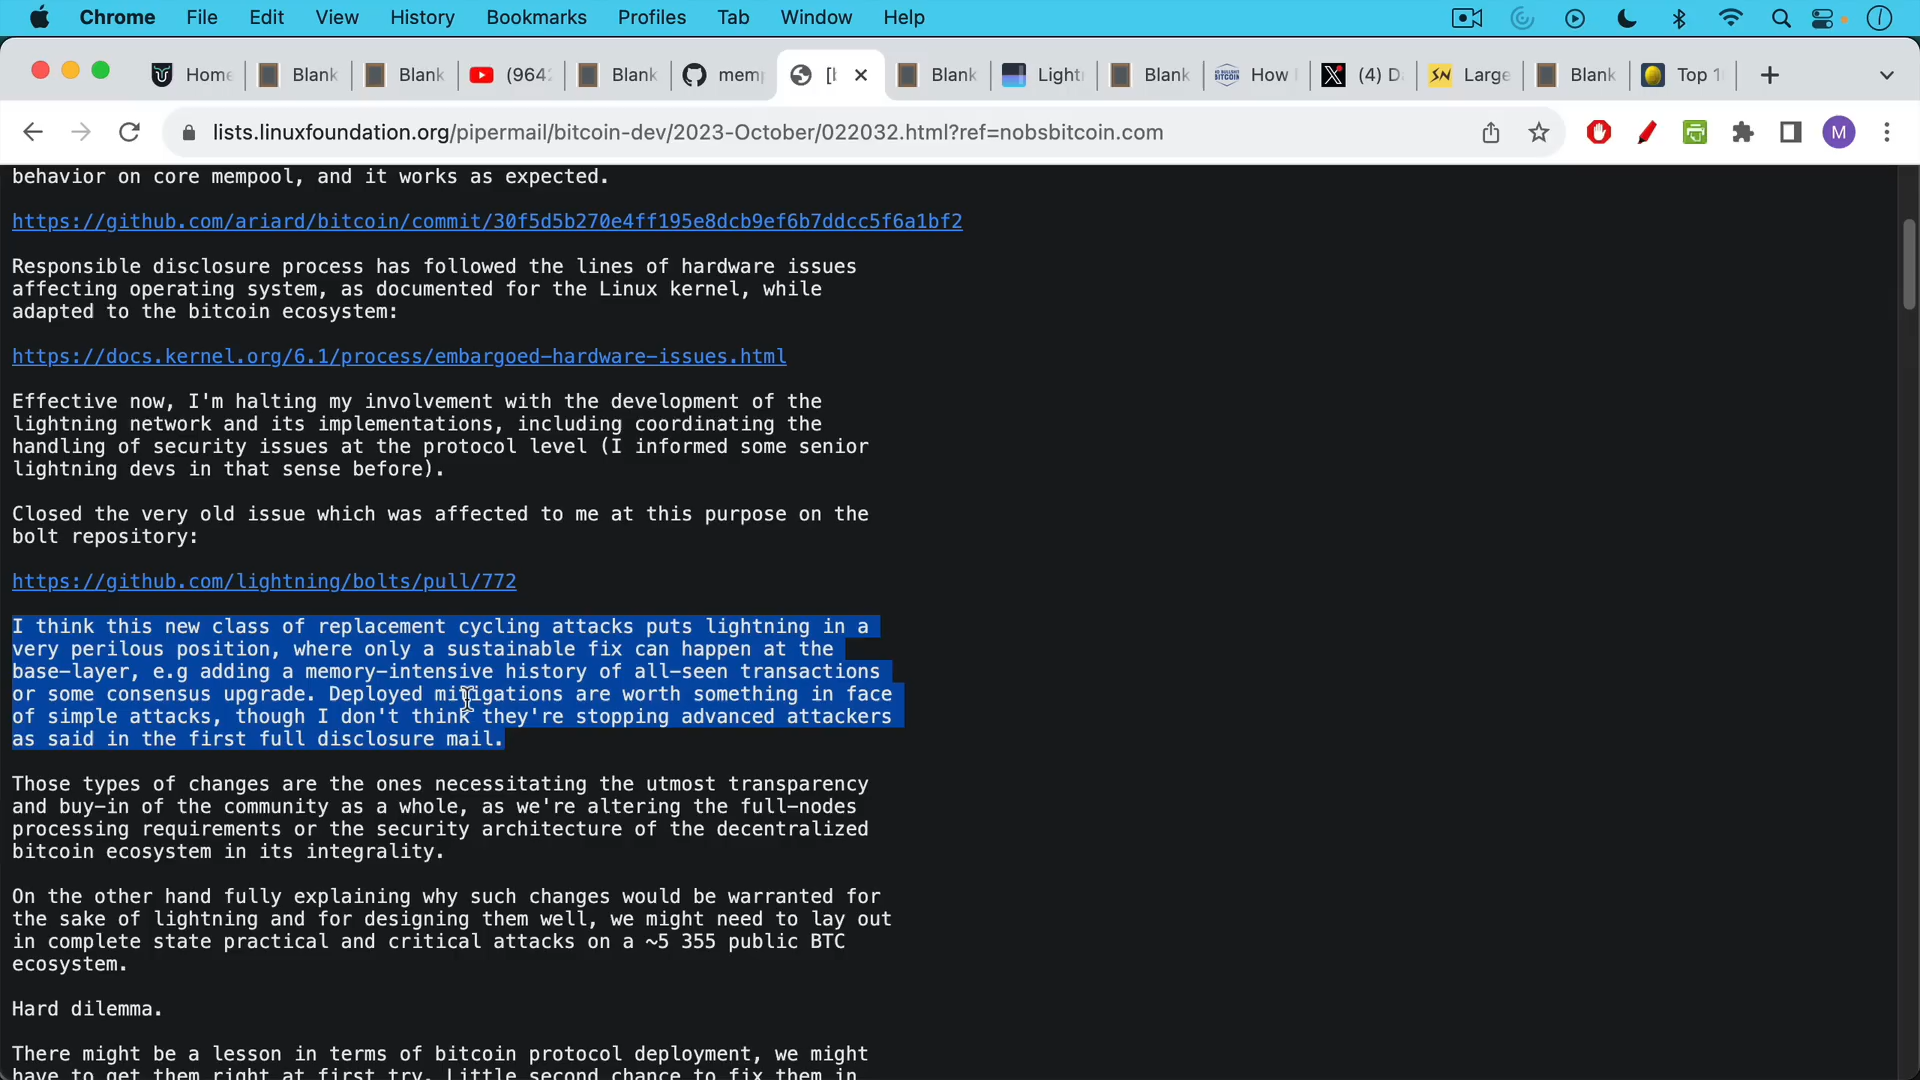 Chrome File Edit View History Bookmarks Profiles Tab Window Help
Home Blank Blank (964 Blank mem [b Blank Light Blank How (4) D Large Blank Top 1
lists.linuxfoundation.org/pipermail/bitcoin-dev/2023-October/022032.html?ref=nobsbitcoin.com M
behavior on core mempool, and it works as expected.
https://github.com/ariard/bitcoin/commit/30f5d5b270e4ff195e8dcb9ef6b7ddcc5f6a1bf2
Responsible disclosure process has followed the lines of hardware issues
affecting operating system, as documented for the Linux kernel, while
adapted to the bitcoin ecosystem:
https://docs.kernel.org/6.1/process/embargoed-hardware-issues.html
Effective now, I'm halting my involvement with the development of the
lightning network and its implementations, including coordinating the
handling of security issues at the protocol level (I informed some senior
lightning devs in that sense before).
Closed the very old issue which was affected to me at this purpose on the
bolt repository:
https://github.com/lightning/bolts/pull/772
I think this new class of replacement cycling attacks puts lightning in a
very perilous position, where only a sustainable fix can happen at the
base-layer, e.g adding a memory-intensive history of all-seen transactions
or some consensus upgrade. Deployed mitigations are worth something in face
of simple attacks, though I don't think they're stopping advanced attackers
as said in the first full disclosure mail.
Those types of changes are the ones necessitating the utmost transparency
and buy-in of the community as a whole, as we're altering the full-nodes
processing requirements or the security architecture of the decentralized
bitcoin ecosystem in its integrality.
On the other hand fully explaining why such changes would be warranted for
the sake of lightning and for designing them well, we might need to lay out
in complete state practical and critical attacks on a ~5 355 public BTC
ecosystem.
Hard dilemma.
There might be a lesson in terms of bitcoin protocol deployment, we might
have to get them right at first try. Little second chance to fix them in